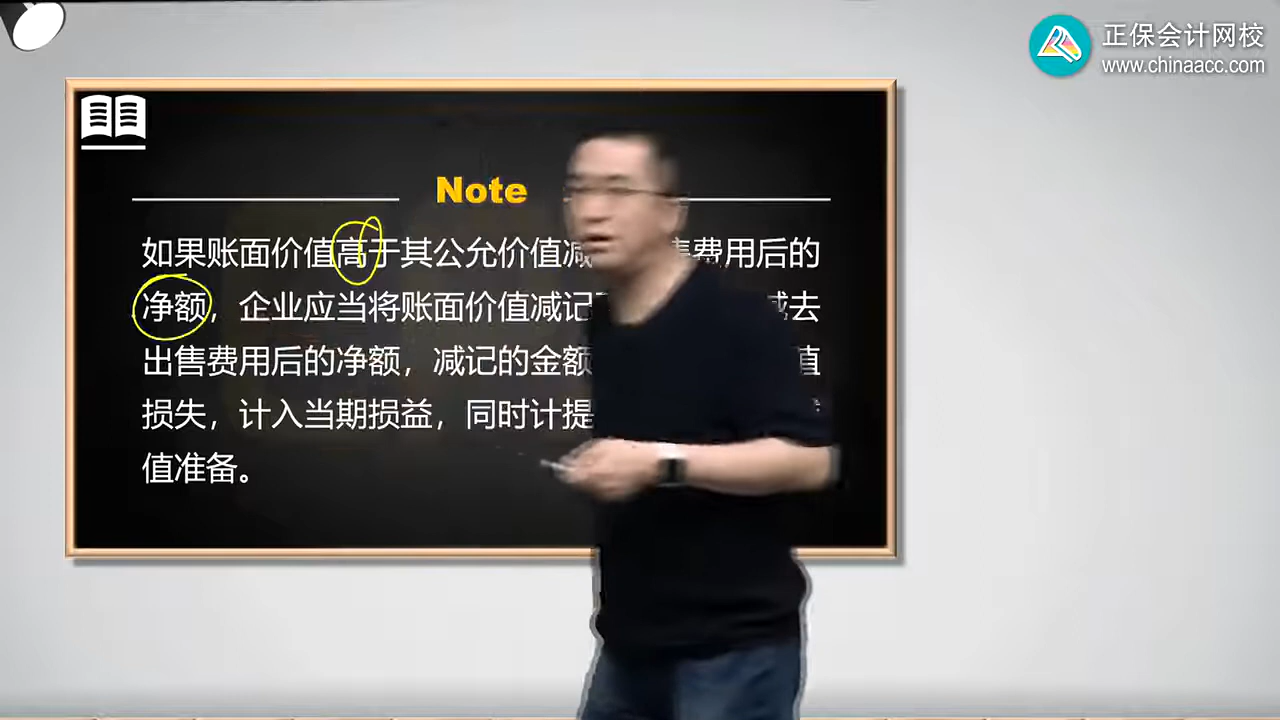 正保会计网校
www.chinaacc.com
Note
如果账面价值高于其公允价值减 费用后的
净额，企业应当将账面价值减记 去
出售费用后的净额，减记的金额 值
损失，计入当期损益，同时计提
值准备。